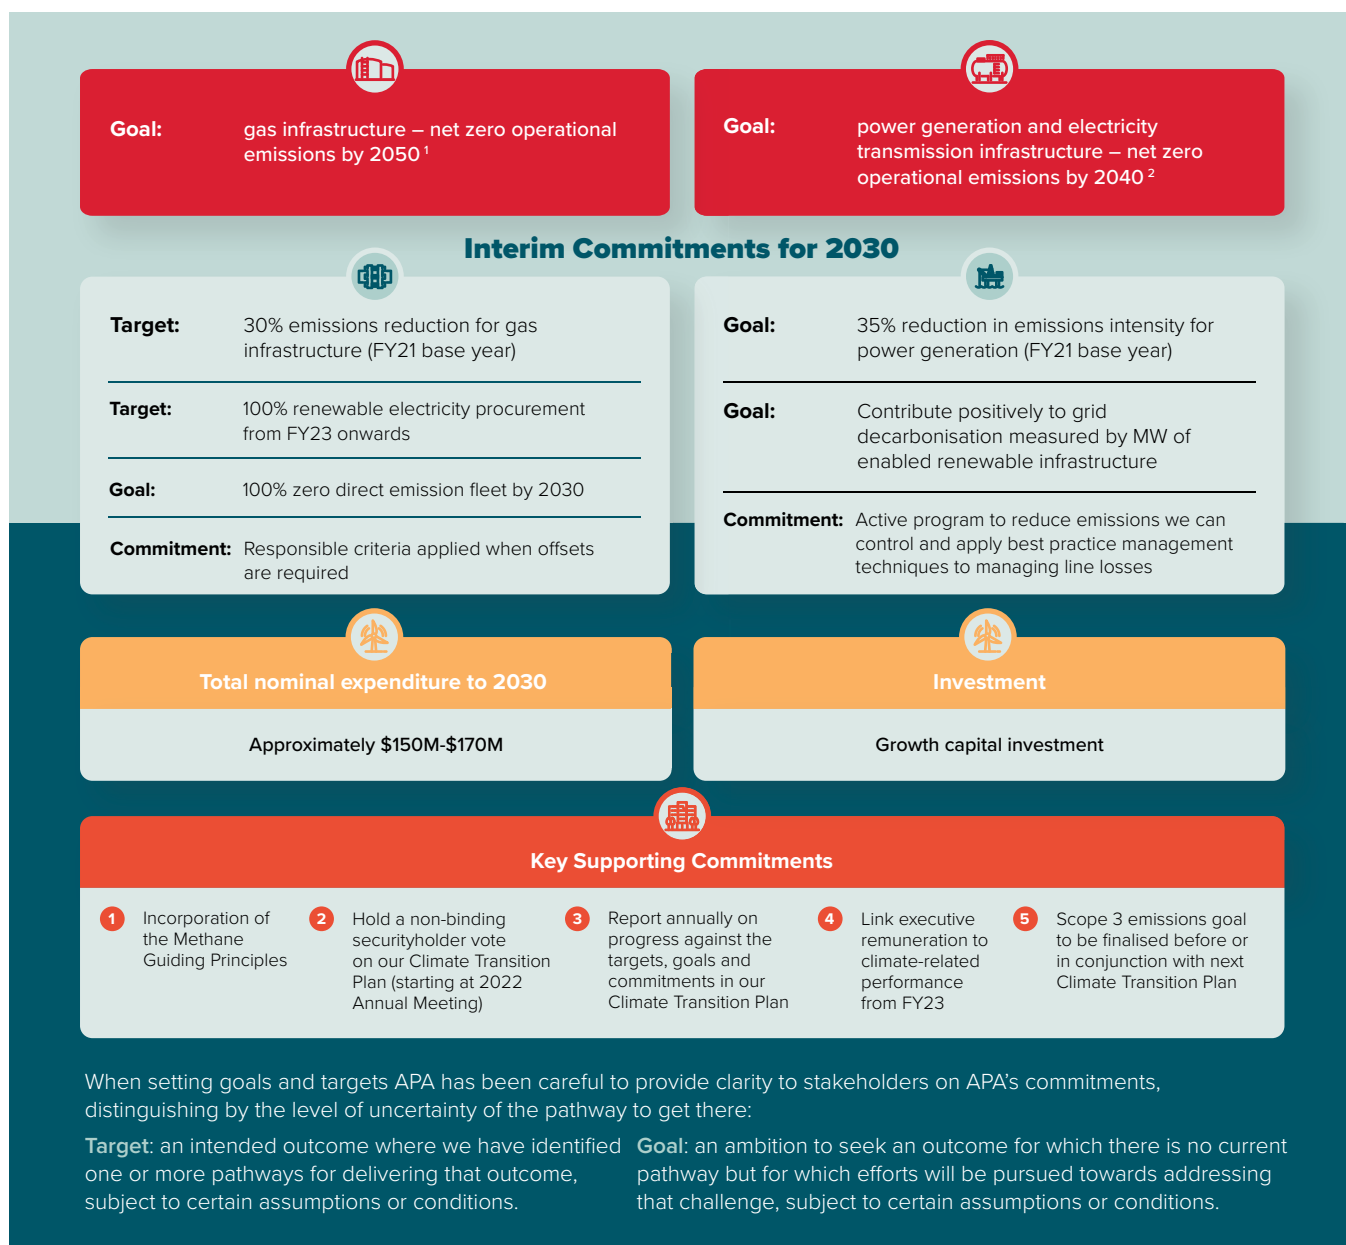 Goal: gas infrastructure – net zero operational
emissions by 2050 1
Goal: power generation and electricity
transmission infrastructure – net zero
operational emissions by 2040 2
Interim Commitments for 2030
Target: 30% emissions reduction for gas
infrastructure (FY21 base year)
Target: 100% renewable electricity procurement
from FY23 onwards
Goal: 100% zero direct emission fleet by 2030
Commitment: Responsible criteria applied when offsets
are required
Goal: 35% reduction in emissions intensity for
power generation (FY21 base year)
Goal: Contribute positively to grid
decarbonisation measured by MW of
enabled renewable infrastructure
Commitment: Active program to reduce emissions we can
control and apply best practice management
techniques to managing line losses
Total nominal expenditure to 2030
Approximately $150M-$170M
Investment
Growth capital investment
Key Supporting Commitments
1 Incorporation of
the Methane
Guiding Principles
2 Hold a non-binding
securityholder vote
on our Climate Transition
Plan (starting at 2022
Annual Meeting)
3 Report annually on
progress against the
targets, goals and
commitments in our
Climate Transition Plan
4 Link executive
remuneration to
climate-related
performance
from FY23
5 Scope 3 emissions goal
to be finalised before or
in conjunction with next
Climate Transition Plan
When setting goals and targets APA has been careful to provide clarity to stakeholders on APA's commitments,
distinguishing by the level of uncertainty of the pathway to get there:
Target: an intended outcome where we have identified
one or more pathways for delivering that outcome,
subject to certain assumptions or conditions.
Goal: an ambition to seek an outcome for which there is no current
pathway but for which efforts will be pursued towards addressing
that challenge, subject to certain assumptions or conditions.